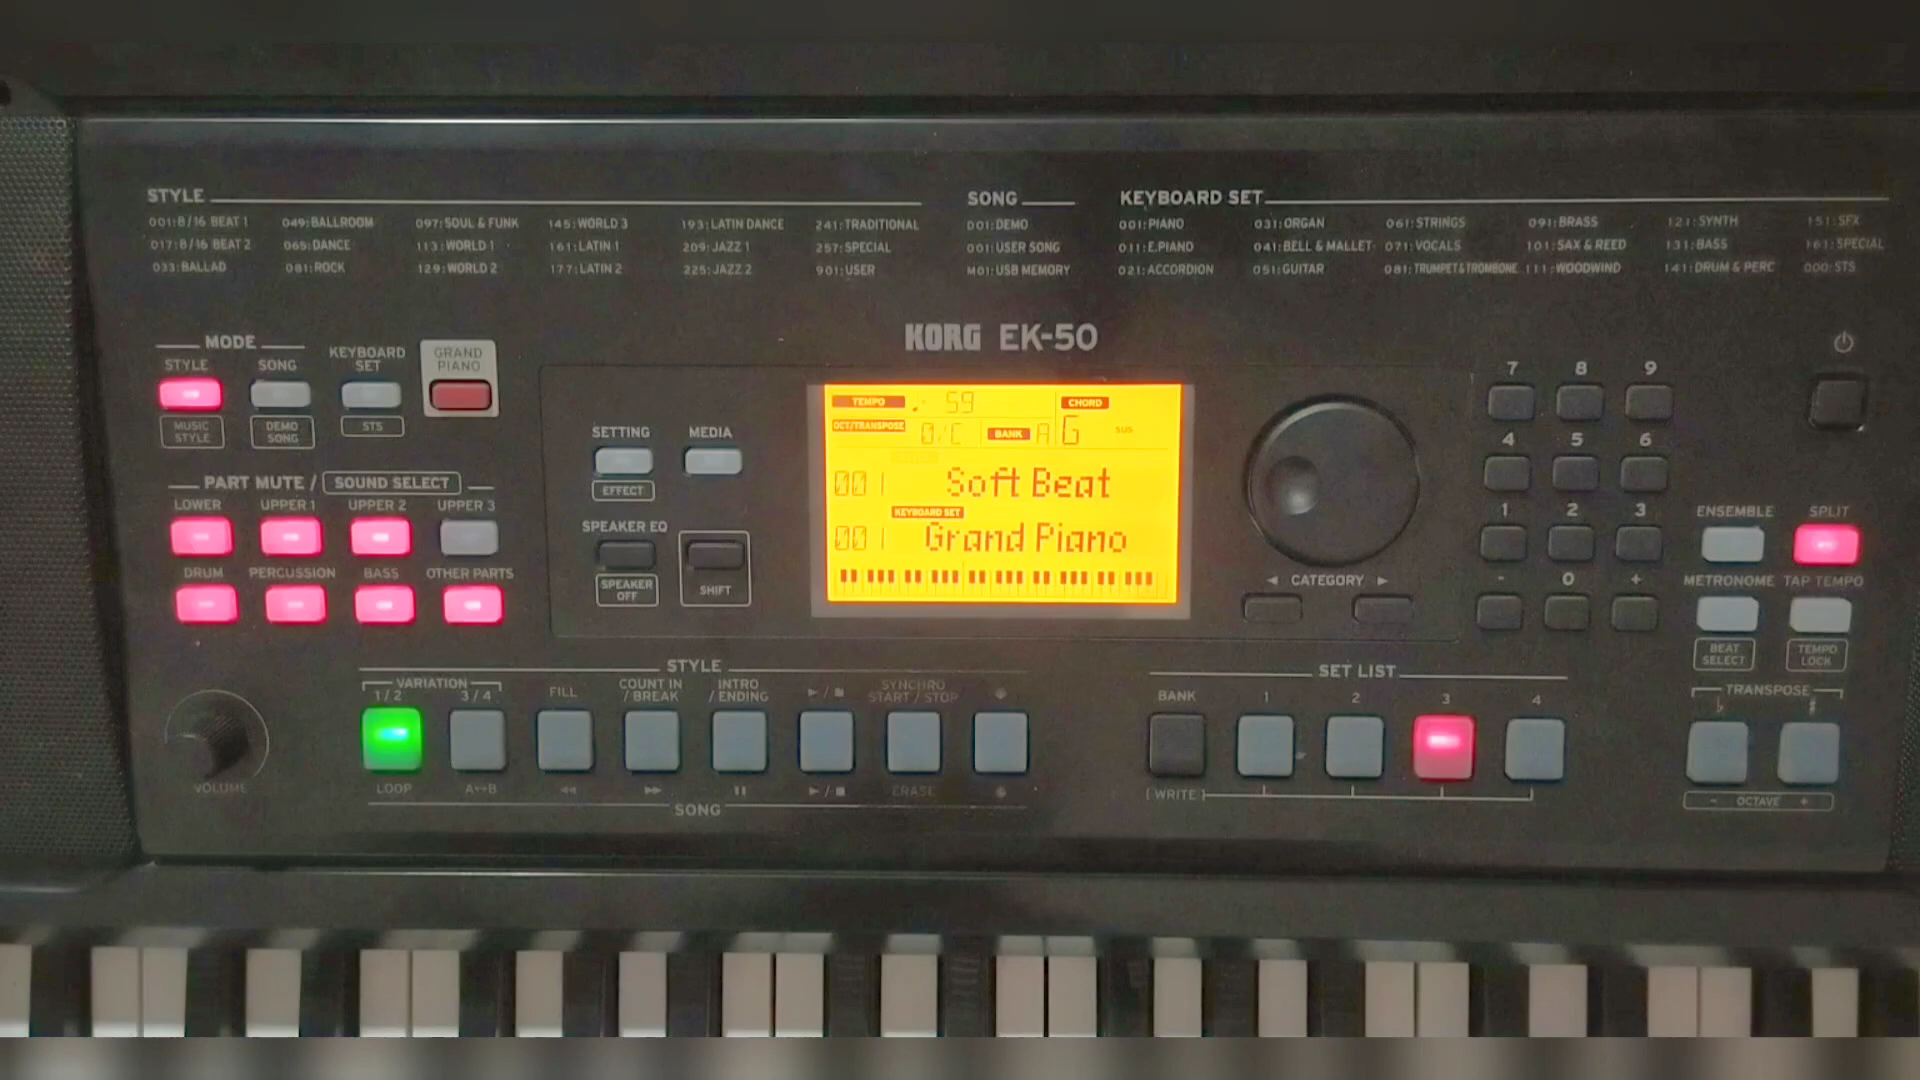 STYLE SONG KEYBOARD SET
001:8/16 BEAT 1 049:BALLROOM 097:SOUL & FUNK 145:WORLD 3 193:LATIN DANCE 241:TRADITIONAL 001:DEMO 001:PIANO 031:ORGAN 061:STRINGS 091:BRASS 121:SYNTH 151:SFX
017:8/16 BEAT 2 065:DANCE 113:WORLD 1 161:LATIN 1 209:JAZZ 1 257:SPECIAL 001:USER SONG 011:E.PIANO 041:BELL & MALLET 071:VOCALS 101:SAX & REED 131:BASS 161:SPECIAL
033:BALLAD 081:ROCK 129:WORLD 2 177:LATIN 2 225:JAZZ 2 901:USER M01:USB MEMORY 021:ACCORDION 051:GUITAR 081:TRUMPET&TROMBONE 111:WOODWIND 141:DRUM & PERC 000:STS
KORG EK-50
MODE
STYLE SONG KEYBOARD SET GRAND PIANO
MUSIC STYLE DEMO SONG STS
PART MUTE / SOUND SELECT
LOWER UPPER 1 UPPER 2 UPPER 3
DRUM PERCUSSION BASS OTHER PARTS
SETTING MEDIA
EFFECT
SPEAKER EQ
SPEAKER OFF SHIFT
TEMPO 59 CHORD
OCT/TRANSPOSE 0/C BANK A G SUS
001 Soft Beat
KEYBOARD SET
001 Grand Piano
◄ CATEGORY ►
7 8 9
4 5 6
1 2 3
- 0 +
ENSEMBLE SPLIT
METRONOME TAP TEMPO
BEAT SELECT TEMPO LOCK
TRANSPOSE
♭ ♯
- OCTAVE +
VOLUME
STYLE
VARIATION
1/2 3/4 FILL COUNT IN / BREAK INTRO / ENDING ►/■ SYNCHRO START / STOP
LOOP A↔B ◄◄ ►► ❚❚ ►/■ ERASE
SONG
SET LIST
BANK 1 2 3 4
(WRITE)